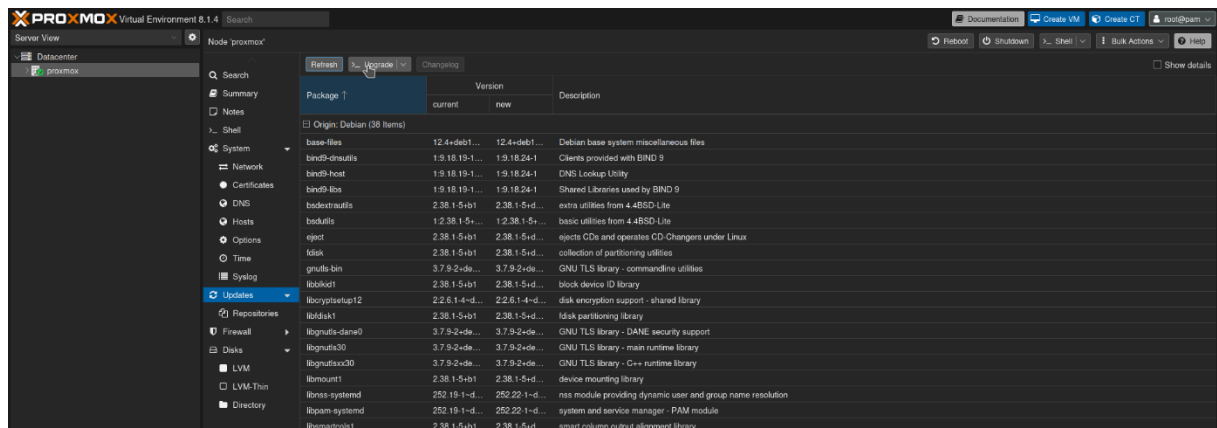 PROXMOX Virtual Environment 8.1.4 Search Documentation Create VM Create CT root@pam
Server View Node 'proxmox' Reboot Shutdown >_ Shell Bulk Actions Help
Datacenter
proxmox
Refresh >_ Upgrade Changelog Show details
Search
Summary
Notes
>_ Shell
System
Network
Certificates
DNS
Hosts
Options
Time
Syslog
Updates
Repositories
Firewall
Disks
LVM
LVM-Thin
Directory
Package ↑ Version Description
current new
Origin: Debian (38 Items)
base-files 12.4+deb1... 12.4+deb1... Debian base system miscellaneous files
bind9-dnsutils 1:9.18.19-1... 1:9.18.24-1 Clients provided with BIND 9
bind9-host 1:9.18.19-1... 1:9.18.24-1 DNS Lookup Utility
bind9-libs 1:9.18.19-1... 1:9.18.24-1 Shared Libraries used by BIND 9
bsdextrautils 2.38.1-5+b1 2.38.1-5+d... extra utilities from 4.4BSD-Lite
bsdutils 1:2.38.1-5+... 1:2.38.1-5+... basic utilities from 4.4BSD-Lite
eject 2.38.1-5+b1 2.38.1-5+d... ejects CDs and operates CD-Changers under Linux
fdisk 2.38.1-5+b1 2.38.1-5+d... collection of partitioning utilities
gnutls-bin 3.7.9-2+de... 3.7.9-2+de... GNU TLS library - commandline utilities
libblkid1 2.38.1-5+b1 2.38.1-5+d... block device ID library
libcryptsetup12 2:2.6.1-4~d... 2:2.6.1-4~d... disk encryption support - shared library
libfdisk1 2.38.1-5+b1 2.38.1-5+d... fdisk partitioning library
libgnutls-dane0 3.7.9-2+de... 3.7.9-2+de... GNU TLS library - DANE security support
libgnutls30 3.7.9-2+de... 3.7.9-2+de... GNU TLS library - main runtime library
libgnutlsxx30 3.7.9-2+de... 3.7.9-2+de... GNU TLS library - C++ runtime library
libmount1 2.38.1-5+b1 2.38.1-5+d... device mounting library
libnss-systemd 252.19-1~d... 252.22-1~d... nss module providing dynamic user and group name resolution
libpam-systemd 252.19-1~d... 252.22-1~d... system and service manager - PAM module
libsmartcols1 2.38.1-5+b1 2.38.1-5+d... smart column output alignment library